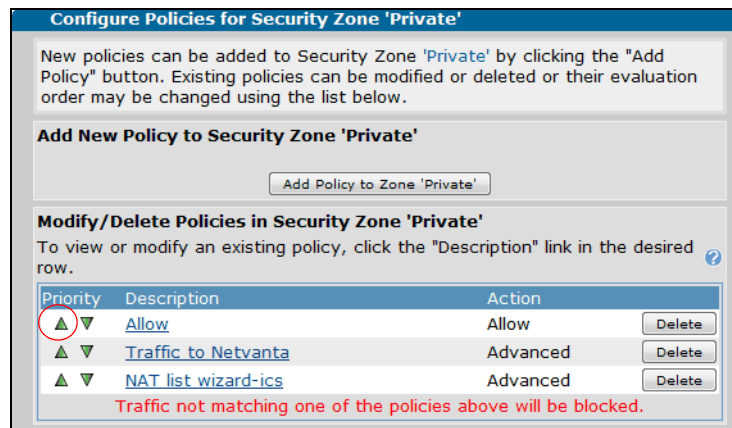 Configure Policies for Security Zone 'Private'
New policies can be added to Security Zone 'Private' by clicking the "Add
Policy" button. Existing policies can be modified or deleted or their evaluation
order may be changed using the list below.
Add New Policy to Security Zone 'Private'
Add Policy to Zone 'Private'
Modify/Delete Policies in Security Zone 'Private'
To view or modify an existing policy, click the "Description" link in the desired
row.
?
Priority Description Action
Allow Allow Delete
Traffic to Netvanta Advanced Delete
NAT list wizard-ics Advanced Delete
Traffic not matching one of the policies above will be blocked.